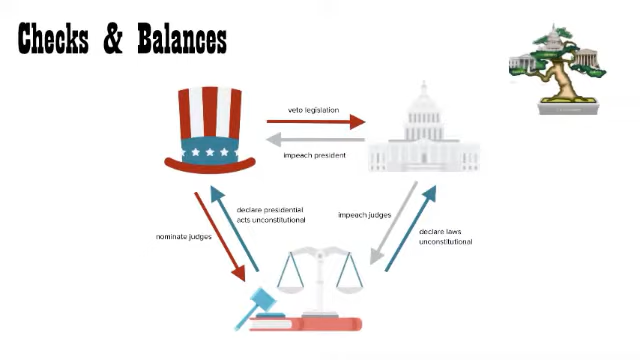 Checks & Balances
veto legislation
impeach president
declare presidential
acts unconstitutional
impeach judges
declare laws
unconstitutional
nominate judges